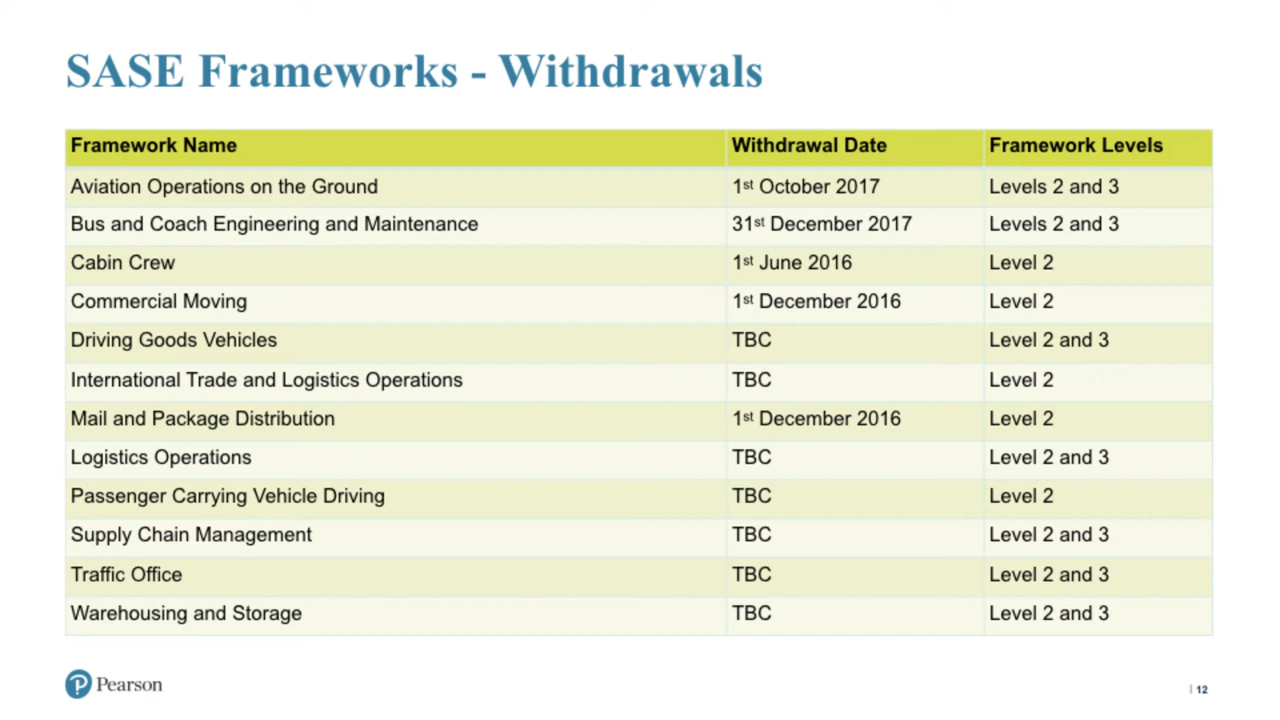 SASE Frameworks - Withdrawals
Framework Name Withdrawal Date Framework Levels
Aviation Operations on the Ground 1st October 2017 Levels 2 and 3
Bus and Coach Engineering and Maintenance 31st December 2017 Levels 2 and 3
Cabin Crew 1st June 2016 Level 2
Commercial Moving 1st December 2016 Level 2
Driving Goods Vehicles TBC Level 2 and 3
International Trade and Logistics Operations TBC Level 2
Mail and Package Distribution 1st December 2016 Level 2
Logistics Operations TBC Level 2 and 3
Passenger Carrying Vehicle Driving TBC Level 2
Supply Chain Management TBC Level 2 and 3
Traffic Office TBC Level 2 and 3
Warehousing and Storage TBC Level 2 and 3
Pearson
| 12